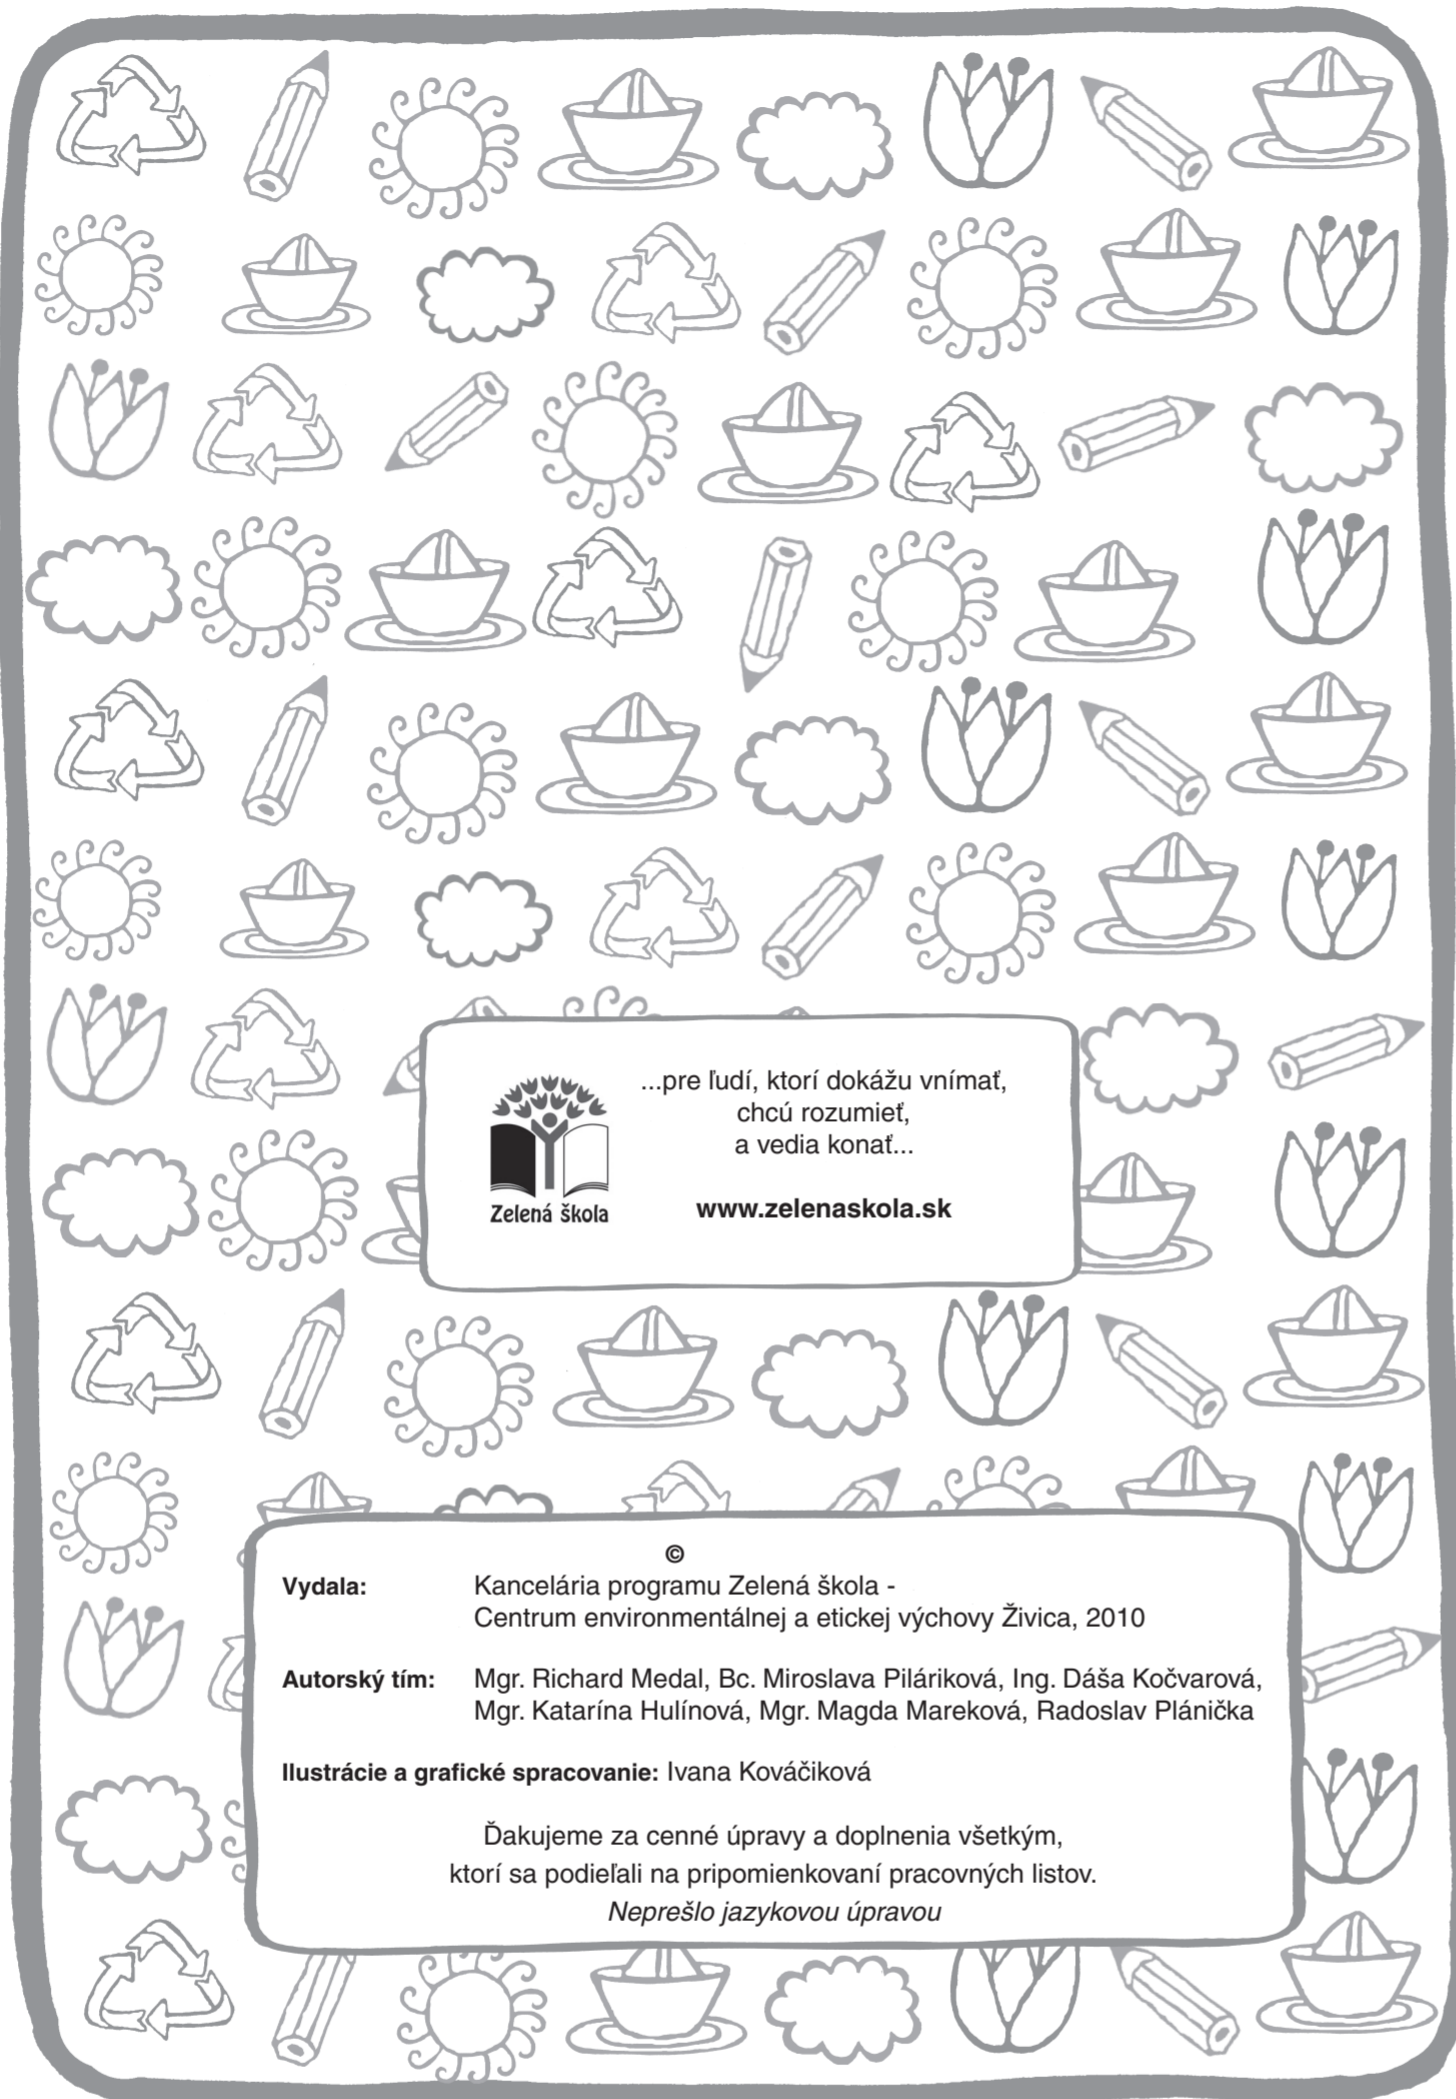 ...pre ľudí, ktorí dokážu vnímať,
chcú rozumieť,
a vedia konať...
www.zelenaskola.sk
Zelená škola
©
Vydala: Kancelária programu Zelená škola -
Centrum environmentálnej a etickej výchovy Živica, 2010
Autorský tím: Mgr. Richard Medal, Bc. Miroslava Piláriková, Ing. Dáša Kočvarová,
Mgr. Katarína Hulínová, Mgr. Magda Mareková, Radoslav Plánička
Ilustrácie a grafické spracovanie: Ivana Kováčiková
Ďakujeme za cenné úpravy a doplnenia všetkým,
ktorí sa podieľali na pripomienkovaní pracovných listov.
Neprešlo jazykovou úpravou